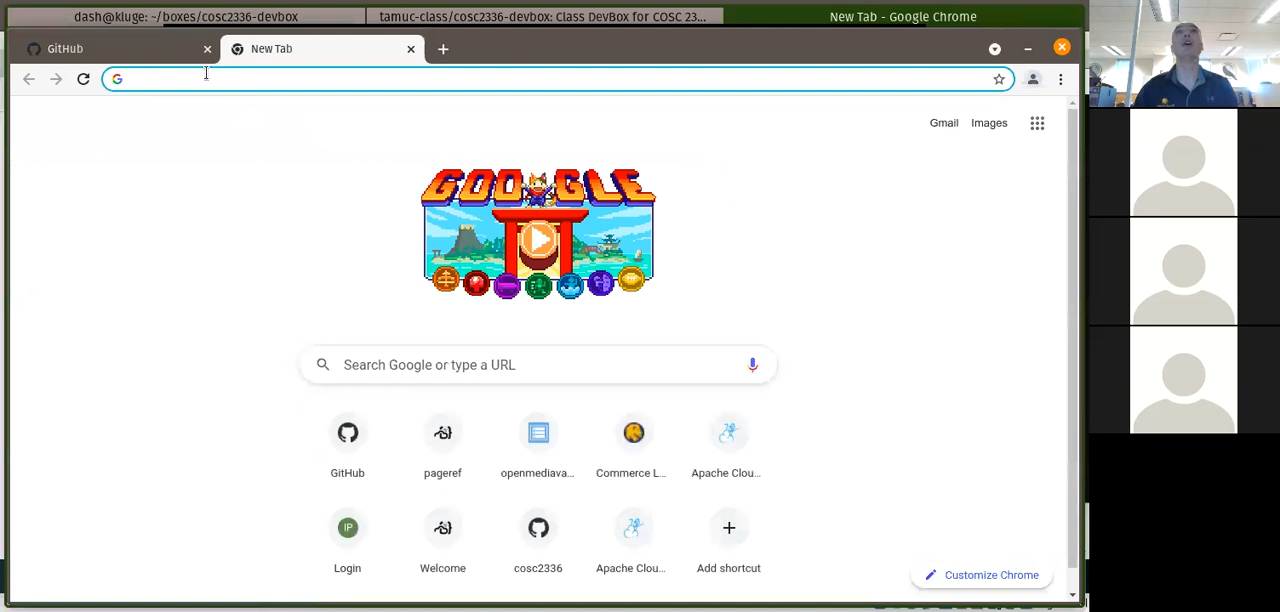 dash@kluge: ~/boxes/cosc2336-devbox
tamuc-class/cosc2336-devbox: Class DevBox for COSC 23...
New Tab - Google Chrome
GitHub
New Tab
Gmail
Images
GOOGLE
Search Google or type a URL
GitHub
pageref
openmediava...
Commerce L...
Apache Clou...
IP
Login
Welcome
cosc2336
Apache Clou...
Add shortcut
Customize Chrome